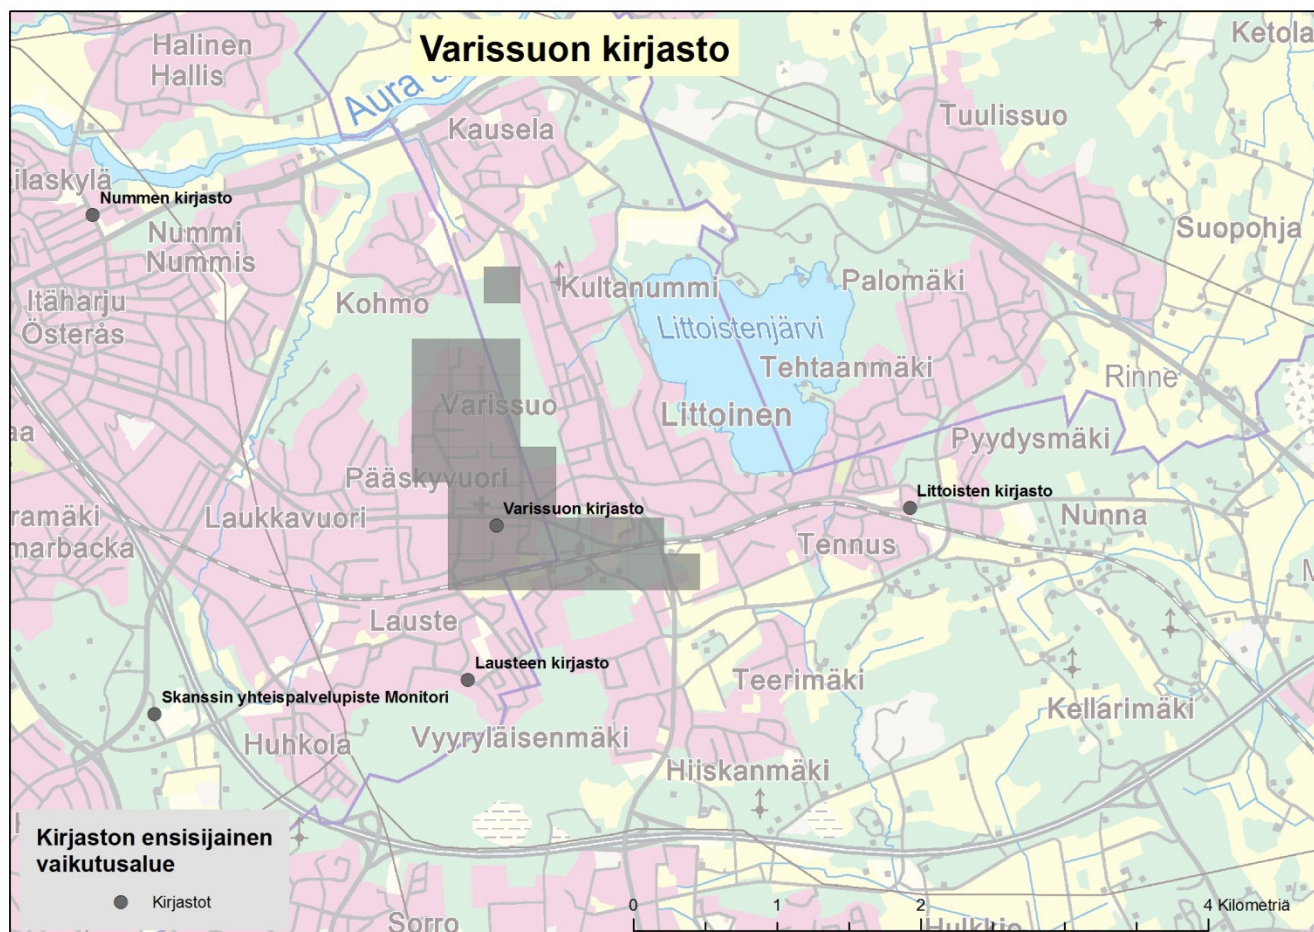 Varissuon kirjasto
Halinen
Hallis
Ketola
Aura å
Kausela
Tuulissuo
ilaskylä
Nummen kirjasto
Nummi
Nummis
Suopohja
Itäharju
Österås
Kohmo
Kultanummi
Palomäki
Littoistenjärvi
Tehtaanmäki
Rinne
Varissuo
Littoinen
Pyydysmäki
aa
Pääskyvuori
Littoisten kirjasto
Varissuon kirjasto
ramäki
marbacka
Laukkavuori
Nunna
Tennus
M
Lauste
Lausteen kirjasto
Teerimäki
Skanssin yhteispalvelupiste Monitori
Kellarimäki
Huhkola
Vyyryläisenmäki
Hiiskanmäki
Kirjaston ensisijainen
vaikutusalue
Kirjastot
Sorro
0 1 2 4 Kilometriä